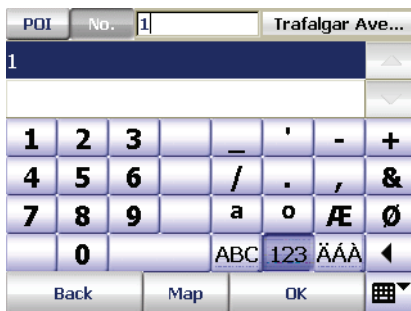 POI No. 1 Trafalgar Ave...
1
1 2 3 _ ' - +
4 5 6 / . , &
7 8 9 a o Æ Ø
0 ABC 123 ÄÁÀ
Back Map OK